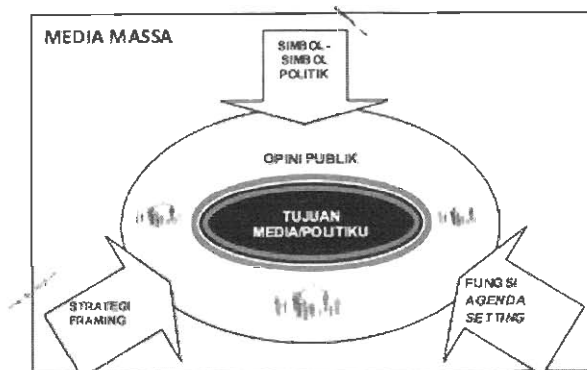 MEDIA MASSA
SIMBOL-
SIMBOL
POLITIK
OPINI PUBLIK
TUJUAN
MEDIA/POLITIKU
STRATEGI
FRAMING
FUNGSI
AGENDA
SETTING